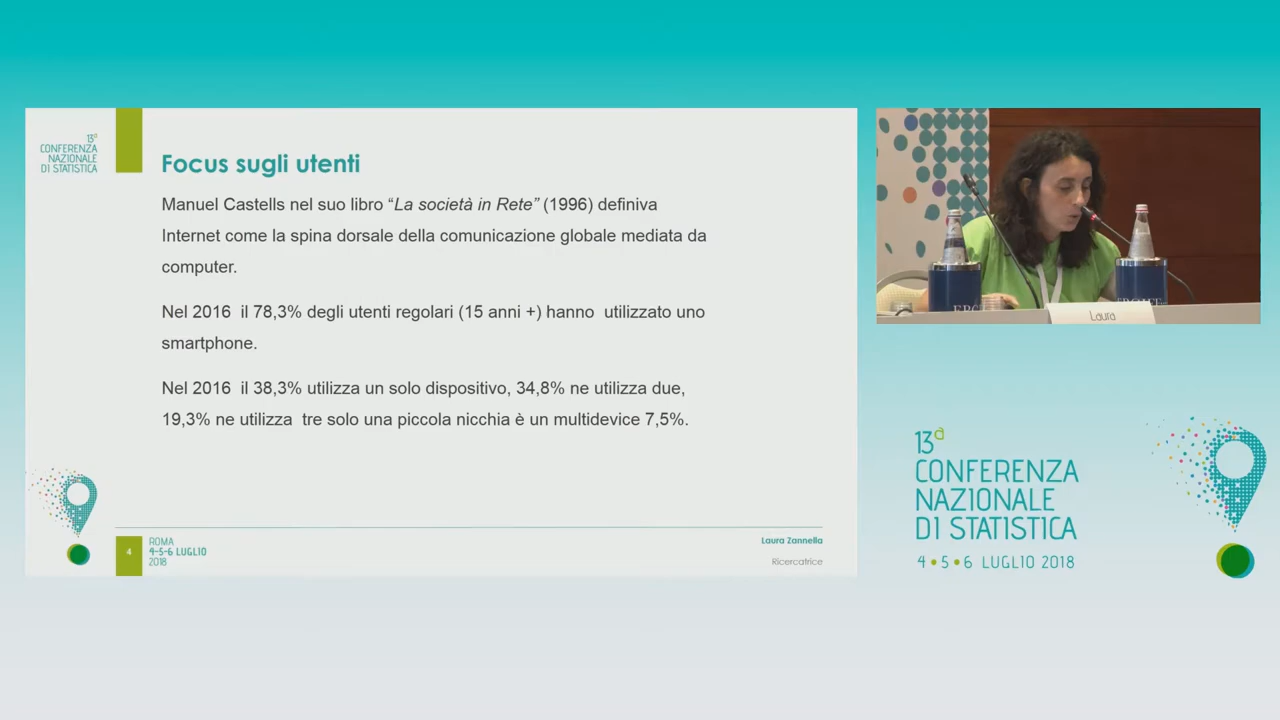 13ª
CONFERENZA
NAZIONALE
DI STATISTICA
Focus sugli utenti
Manuel Castells nel suo libro “La società in Rete” (1996) definiva
Internet come la spina dorsale della comunicazione globale mediata da
computer.
Nel 2016 il 78,3% degli utenti regolari (15 anni +) hanno utilizzato uno
smartphone.
Nel 2016 il 38,3% utilizza un solo dispositivo, 34,8% ne utilizza due,
19,3% ne utilizza tre solo una piccola nicchia è un multidevice 7,5%.
4
ROMA
4-5-6 LUGLIO
2018
Laura Zannella
Ricercatrice
Laura
13ª
CONFERENZA
NAZIONALE
DI STATISTICA
4 • 5 • 6 LUGLIO 2018